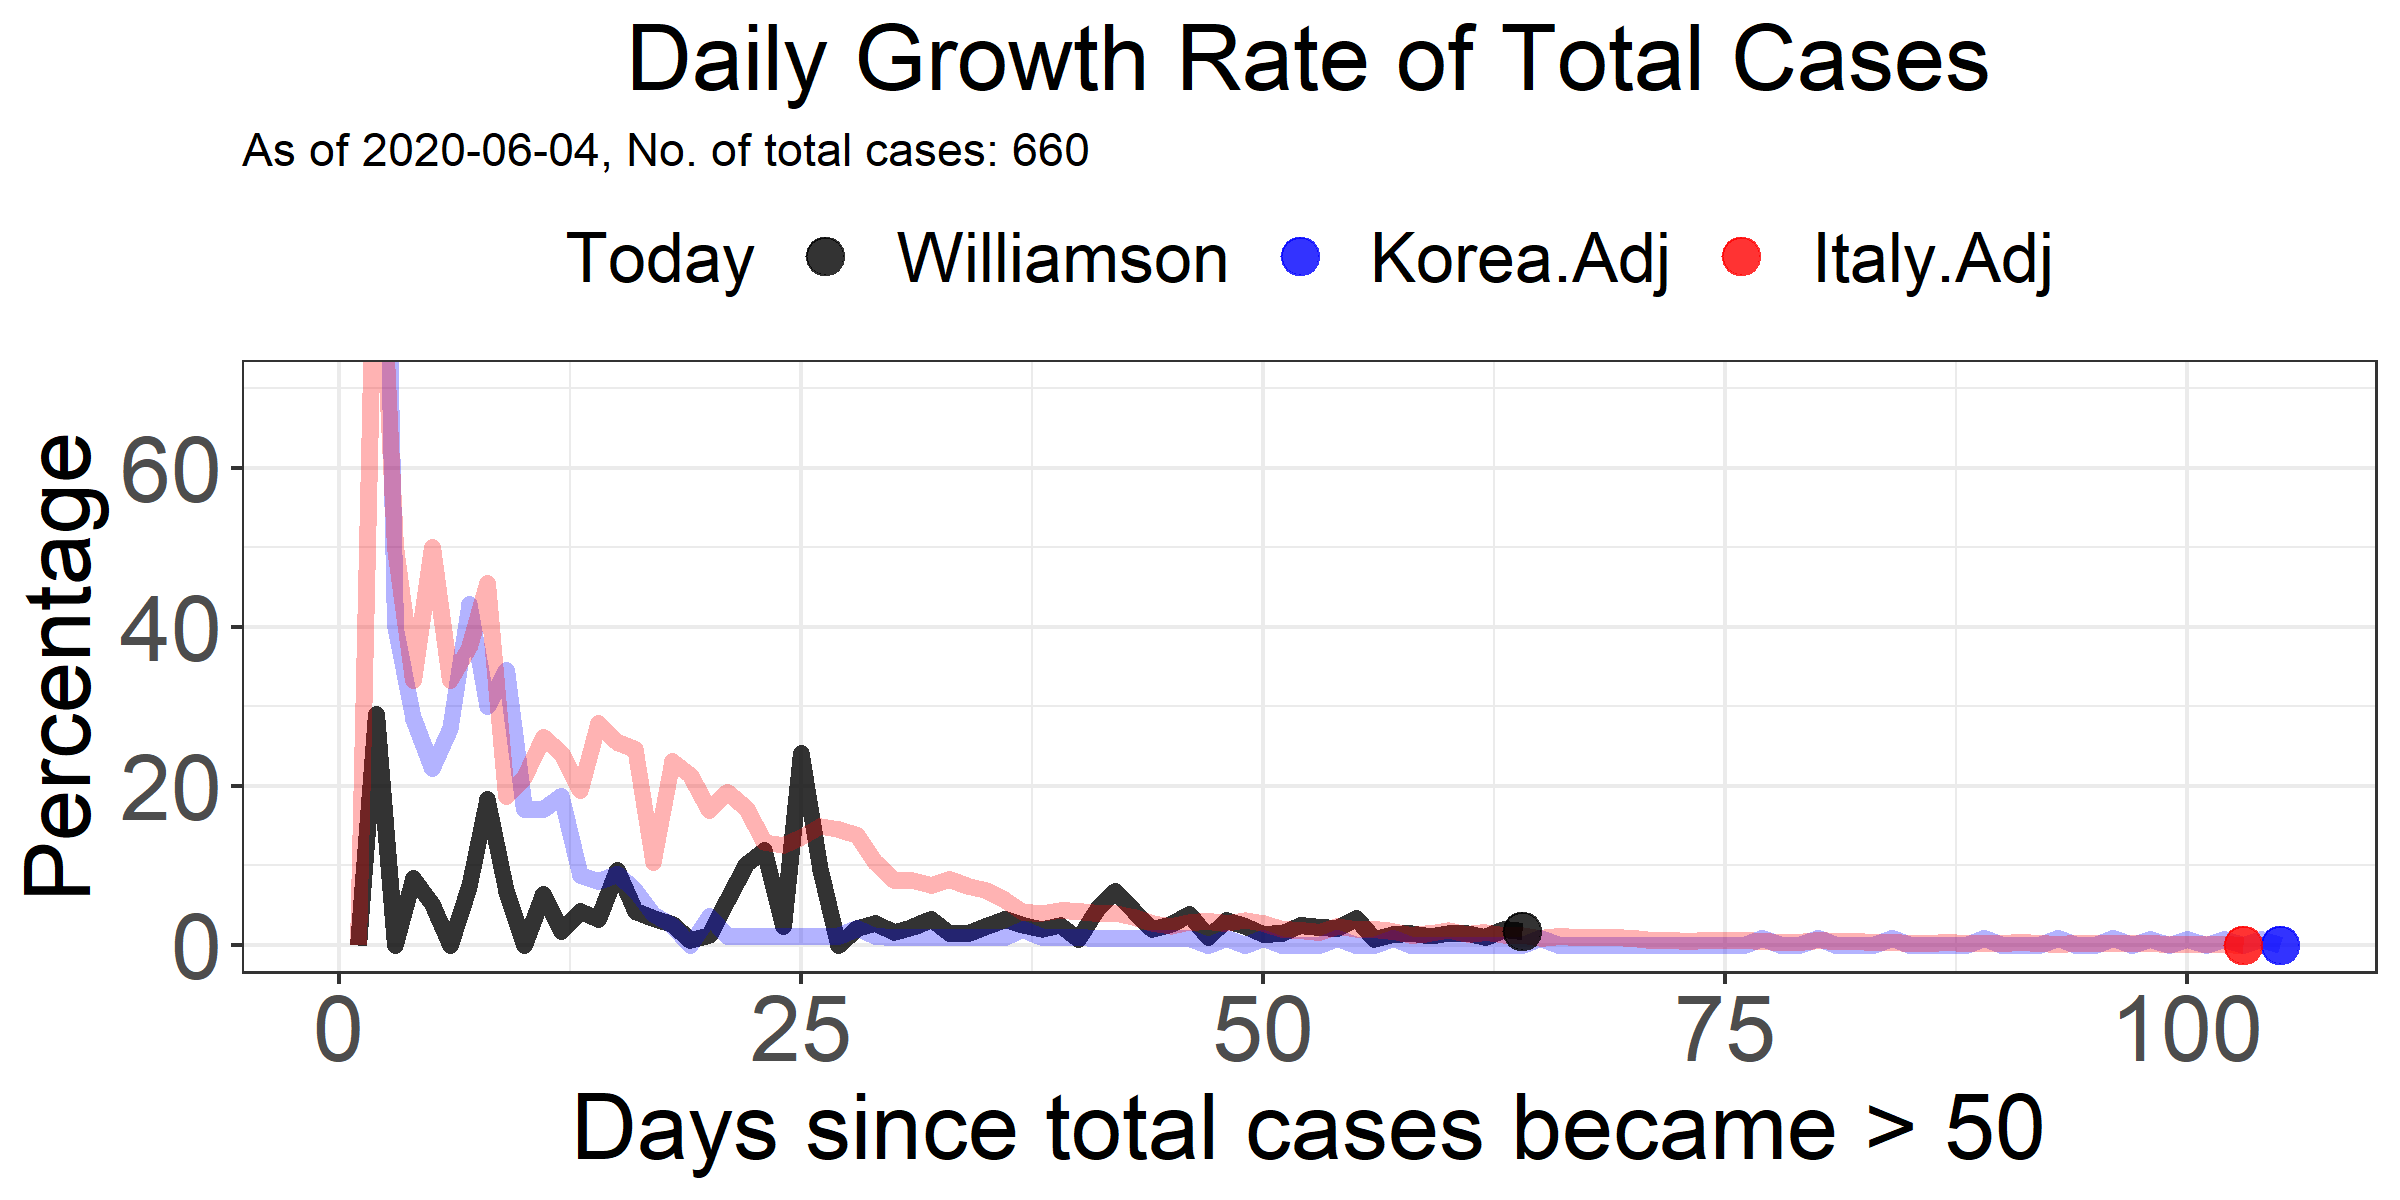 Daily Growth Rate of Total Cases
As of 2020-06-04, No. of total cases: 660
Today Williamson Korea.Adj Italy.Adj
Percentage
60
40
20
0
0 25 50 75 100
Days since total cases became > 50